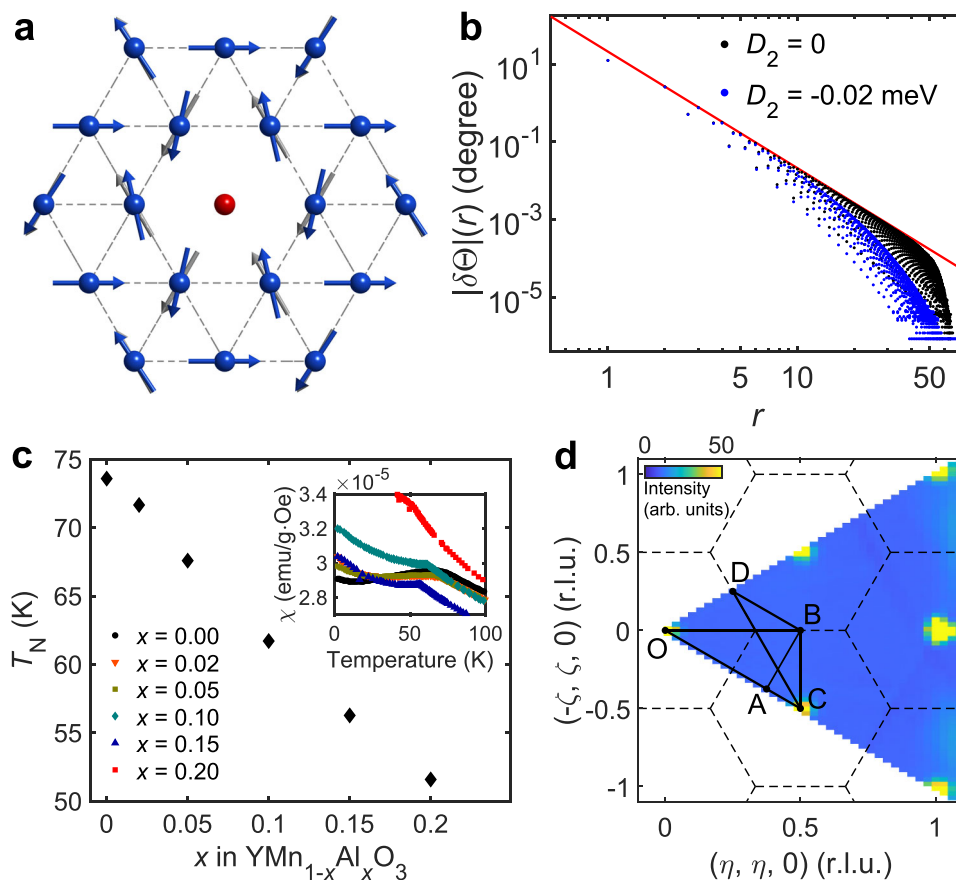 a
b
D₂ = 0
D₂ = -0.02 meV
|δΘ|(r) (degree)
10¹
10⁻¹
10⁻³
10⁻⁵
1
5
10
50
r
c
75
70
65
60
55
50
T_N (K)
0
0.05
0.1
0.15
0.2
x in YMn₁₋ₓAlₓO₃
x = 0.00
x = 0.02
x = 0.05
x = 0.10
x = 0.15
x = 0.20
×10⁻⁵
3.4
3.2
3
2.8
χ (emu/g·Oe)
0
50
100
Temperature (K)
d
0
50
Intensity
(arb. units)
1
0.5
0
-0.5
-1
(-ζ, ζ, 0) (r.l.u.)
D
B
O
A
C
0
0.5
1
(η, η, 0) (r.l.u.)